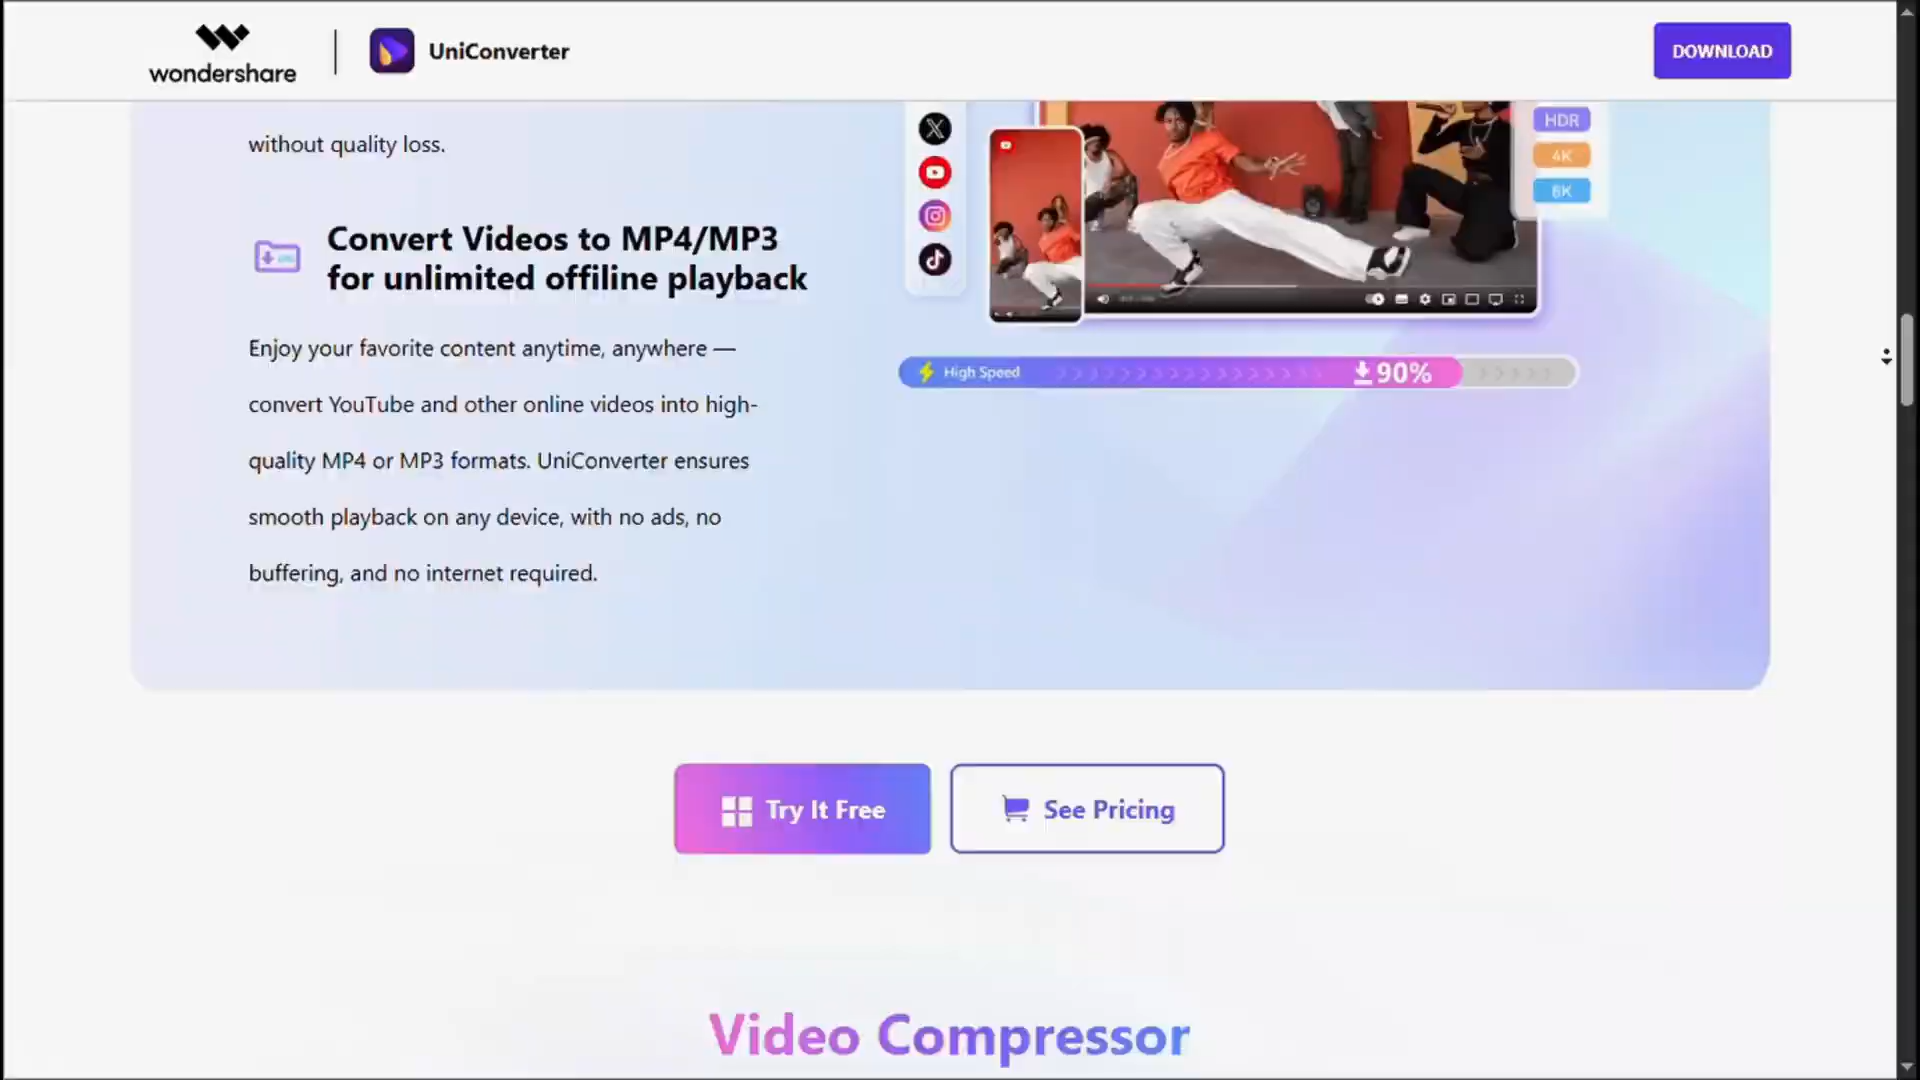 wondershare
UniConverter
DOWNLOAD
without quality loss.
HDR
4K
8K
Convert Videos to MP4/MP3
for unlimited offiline playback
Enjoy your favorite content anytime, anywhere —
convert YouTube and other online videos into high-
quality MP4 or MP3 formats. UniConverter ensures
smooth playback on any device, with no ads, no
buffering, and no internet required.
High Speed
90%
Try It Free
See Pricing
Video Compressor